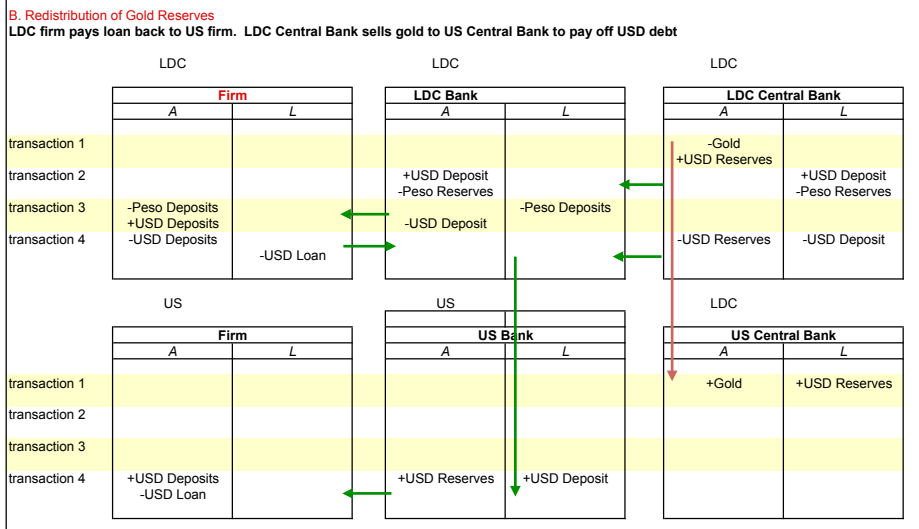 B. Redistribution of Gold Reserves
LDC firm pays loan back to US firm.  LDC Central Bank sells gold to US Central Bank to pay off USD debt
LDC LDC LDC
Firm LDC Bank LDC Central Bank
A L A L A L
transaction 1 -Gold
+USD Reserves
transaction 2 +USD Deposit +USD Deposit
-Peso Reserves -Peso Reserves
transaction 3 -Peso Deposits -Peso Deposits
+USD Deposits -USD Deposit
transaction 4 -USD Deposits -USD Reserves -USD Deposit
-USD Loan
US US LDC
Firm US Bank US Central Bank
A L A L A L
transaction 1 +Gold +USD Reserves
transaction 2
transaction 3
transaction 4 +USD Deposits +USD Reserves +USD Deposit
-USD Loan